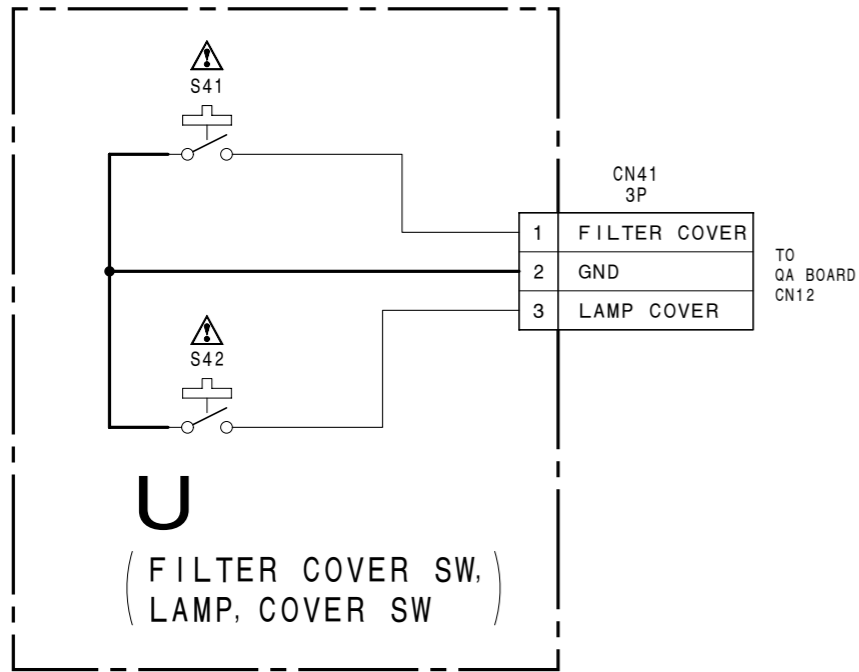 S41
CN41
3P
1 FILTER COVER
2 GND
3 LAMP COVER
TO
QA BOARD
CN12
S42
U
( FILTER COVER SW,
LAMP, COVER SW )